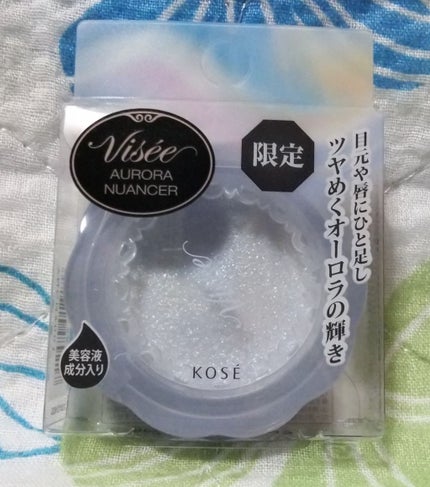 Visée
AURORA
NUANCER
限定
目元や唇にひと足し
ツヤめくオーロラの輝き
美容液
成分入り
KOSÉ